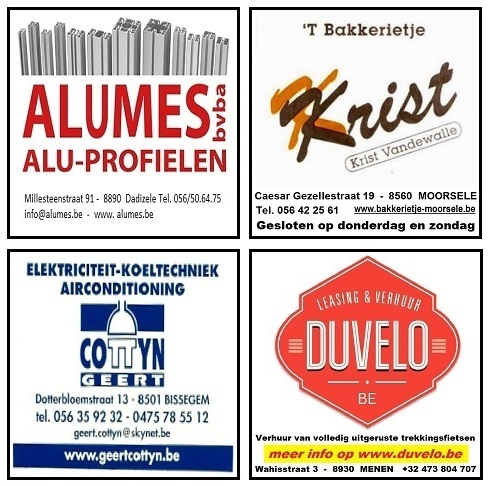 ALUMES bvba
ALU-PROFIELEN
Millesteenstraat 91 - 8890 Dadizele Tel. 056/50.64.75
info@alumes.be - www. alumes.be
'T Bakkerietje
Krist
Krist Vandewalle
Caesar Gezellestraat 19 - 8560 MOORSELE
Tel. 056 42 25 61 www.bakkerietje-moorsele.be
Gesloten op donderdag en zondag
ELEKTRICITEIT-KOELTECHNIEK
AIRCONDITIONING
COTTYN
GEERT
Dotterbloemstraat 13 - 8501 BISSEGEM
tel. 056 35 92 32 - 0475 78 55 12
geert.cottyn@skynet.be
www.geertcottyn.be
LEASING & VERHUUR
DUVELO
BE
Verhuur van volledig uitgeruste trekkingsfietsen
meer info op www.duvelo.be
Wahisstraat 3 - 8930 MENEN +32 473 804 707